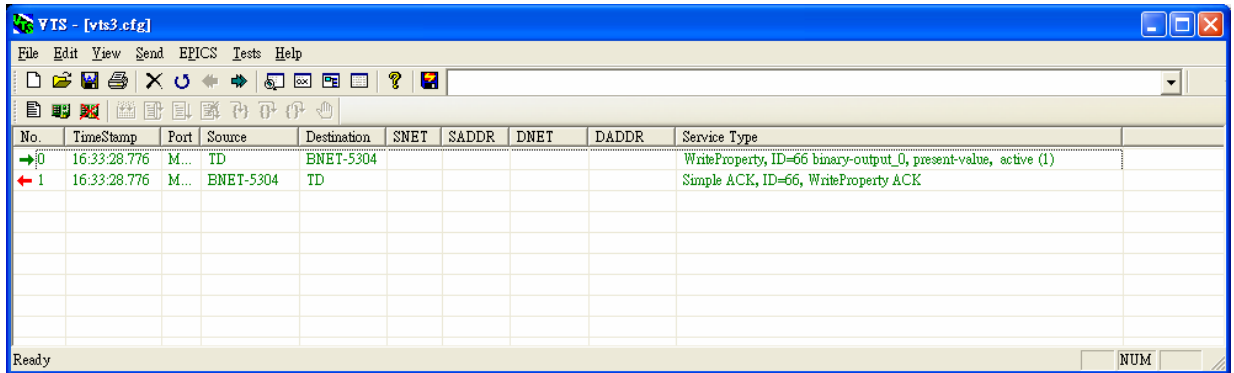 VTS - [vts3.cfg]
File Edit View Send EPICS Tests Help
No. TimeStamp Port Source Destination SNET SADDR DNET DADDR Service Type
0 16:33:28.776 M... TD BNET-5304 WriteProperty, ID=66 binary-output_0, present-value, active (1)
1 16:33:28.776 M... BNET-5304 TD Simple ACK, ID=66, WriteProperty ACK
Ready NUM